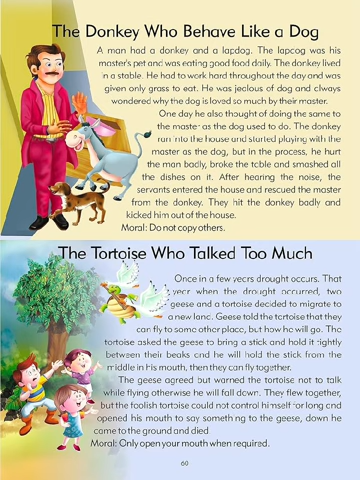 The Donkey Who Behave Like a Dog
A man had a donkey and a lapdog. The lapdog was his
master's pet and was eating good food daily. The donkey lived
in a stable. He had to work hard throughout the day and was
given only grass to eat. He was jealous of dog and always
wondered why the dog is loved so much by their master.
One day he also thought of doing the same to
the master as the dog used to do. The donkey
run into the house and started playing with the
master as the dog, but in the process, he hurt
the man badly, broke the table and smashed all
the dishes on it. After hearing the noise, the
servants entered the house and rescued the master
from the donkey. They hit the donkey badly and
kicked him out of the house.
Moral: Do not copy others.
The Tortoise Who Talked Too Much
Once in a few years drought occurs. That
year when the drought occurred, two
geese and a tortoise decided to migrate to
a new land. Geese told the tortoise that they
can fly to some other place, but how he will go. The
tortoise asked the geese to bring a stick and hold it tightly
between their beaks and he will hold the stick from the
middle in his mouth, then they can fly together.
The geese agreed but warned the tortoise not to talk
while flying otherwise he will fall down. They flew together,
but the foolish tortoise could not control himself for long and
opened his mouth to say something to the geese, down he
came to the ground and died
Moral: Only open your mouth when required.
60